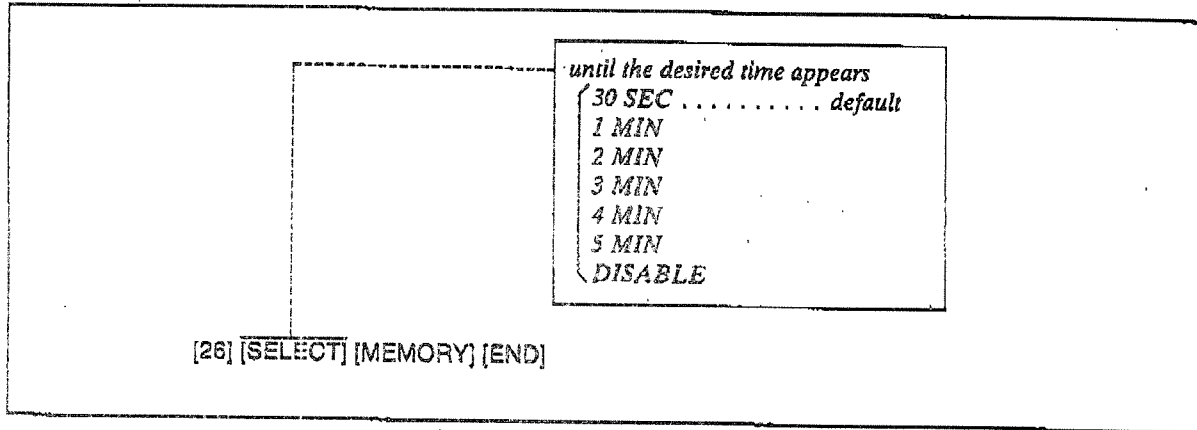 until the desired time appears
30 SEC . . . . . . . . . . default
1 MIN
2 MIN
3 MIN
4 MIN
5 MIN
DISABLE
[26] [SELECT] [MEMORY] [END]